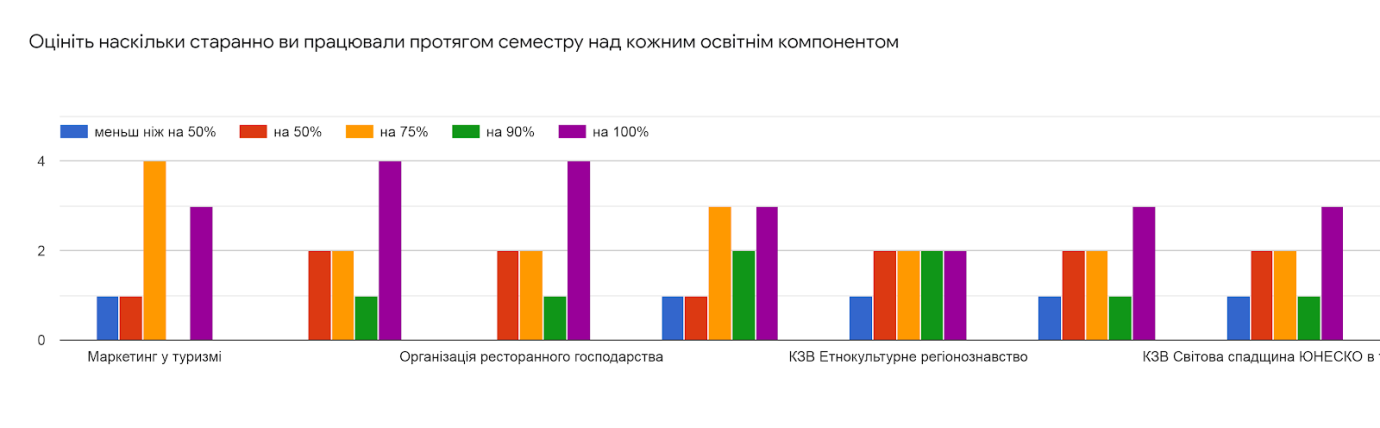 Оцініть наскільки старанно ви працювали протягом семестру над кожним освітнім компонентом
меньш ніж на 50% на 50% на 75% на 90% на 100%
4
2
0
Маркетинг у туризмі Організація ресторанного господарства КЗВ Етнокультурне регіонознавство КЗВ Світова спадщина ЮНЕСКО в